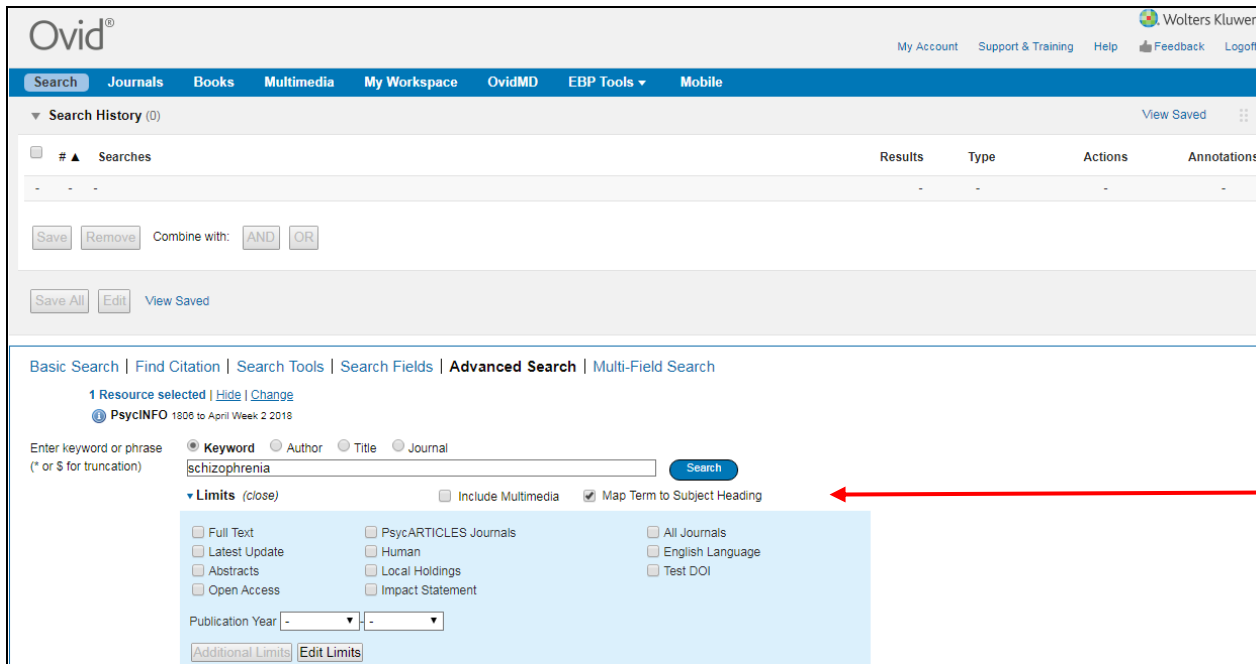 Ovid®
Wolters Kluwer
My Account Support & Training Help Feedback Logoff
Search Journals Books Multimedia My Workspace OvidMD EBP Tools ▾ Mobile
▼ Search History (0) View Saved
# ▲ Searches Results Type Actions Annotations
- - - - - - -
Save Remove Combine with: AND OR
Save All Edit View Saved
Basic Search | Find Citation | Search Tools | Search Fields | Advanced Search | Multi-Field Search
1 Resource selected | Hide | Change
PsycINFO 1806 to April Week 2 2018
Enter keyword or phrase Keyword Author Title Journal
(* or $ for truncation) schizophrenia Search
▾ Limits (close) Include Multimedia Map Term to Subject Heading
Full Text PsycARTICLES Journals All Journals
Latest Update Human English Language
Abstracts Local Holdings Test DOI
Open Access Impact Statement
Publication Year - ▼ - - ▼
Additional Limits Edit Limits